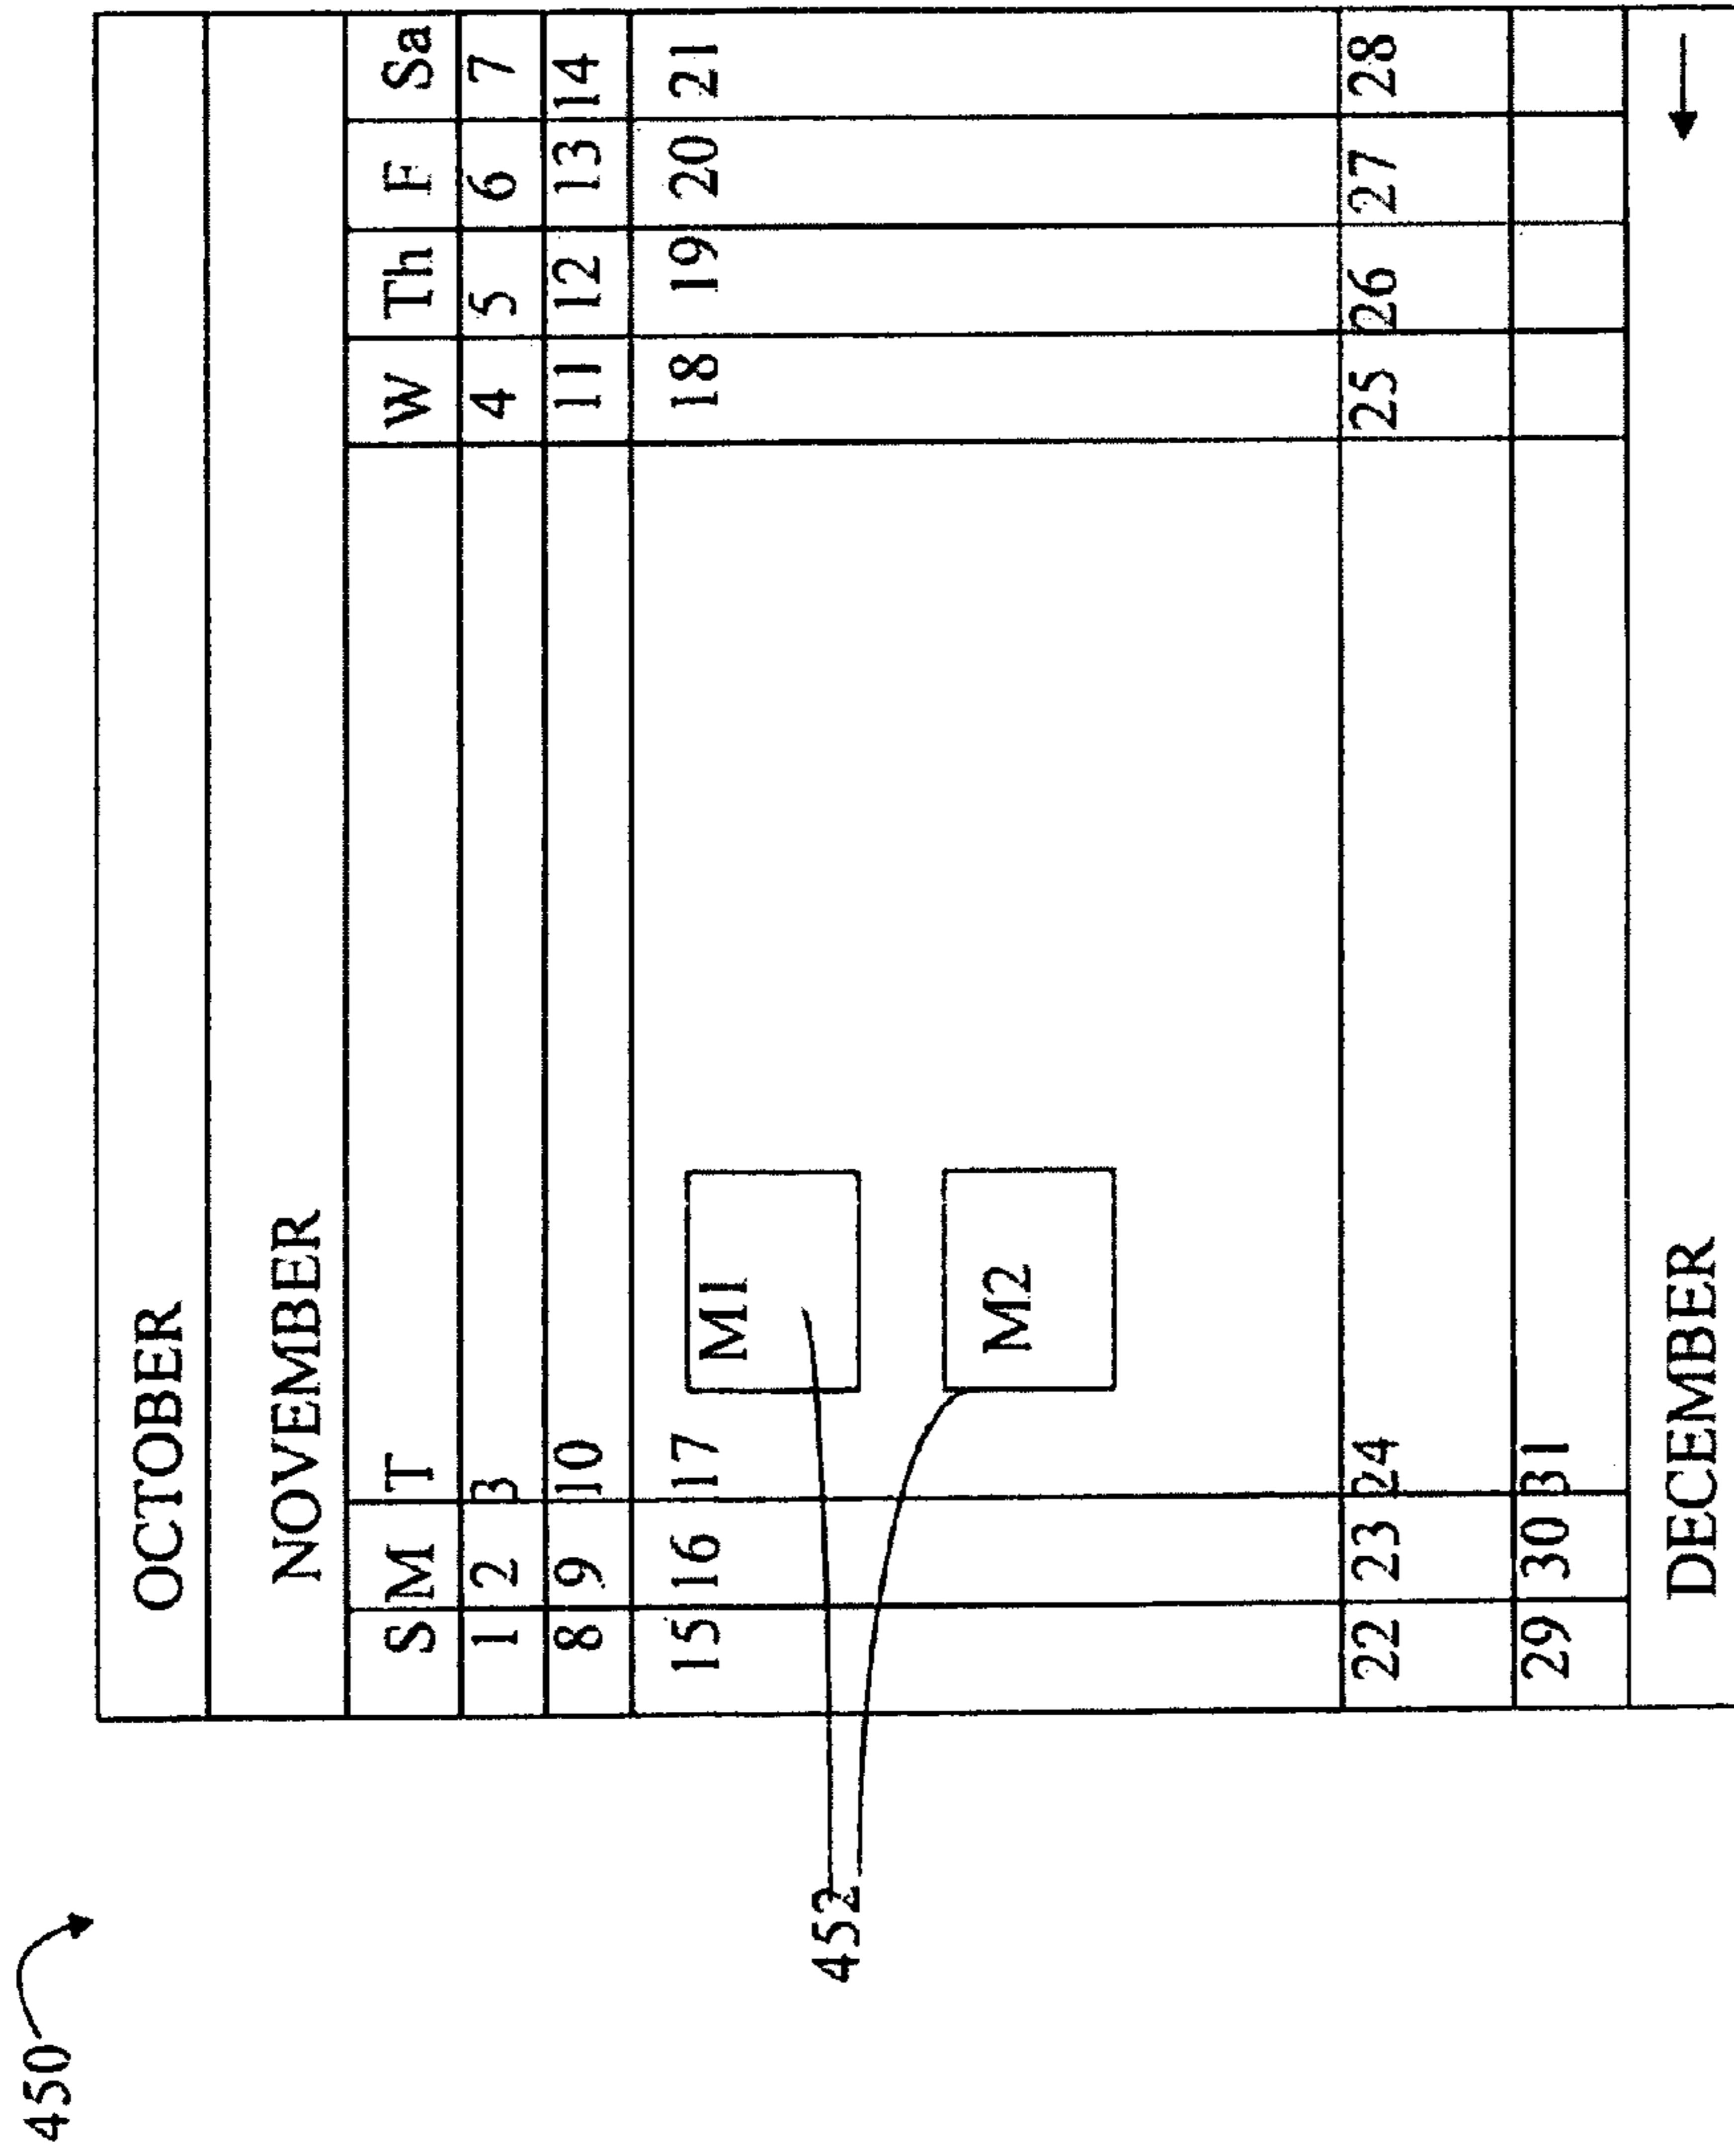 450
OCTOBER
NOVEMBER
S M T W Th F Sa
1 2 3 4 5 6 7
8 9 10 11 12 13 14
15 16 17 18 19 20 21
M1
452
M2
22 23 24 25 26 27 28
29 30 31
DECEMBER